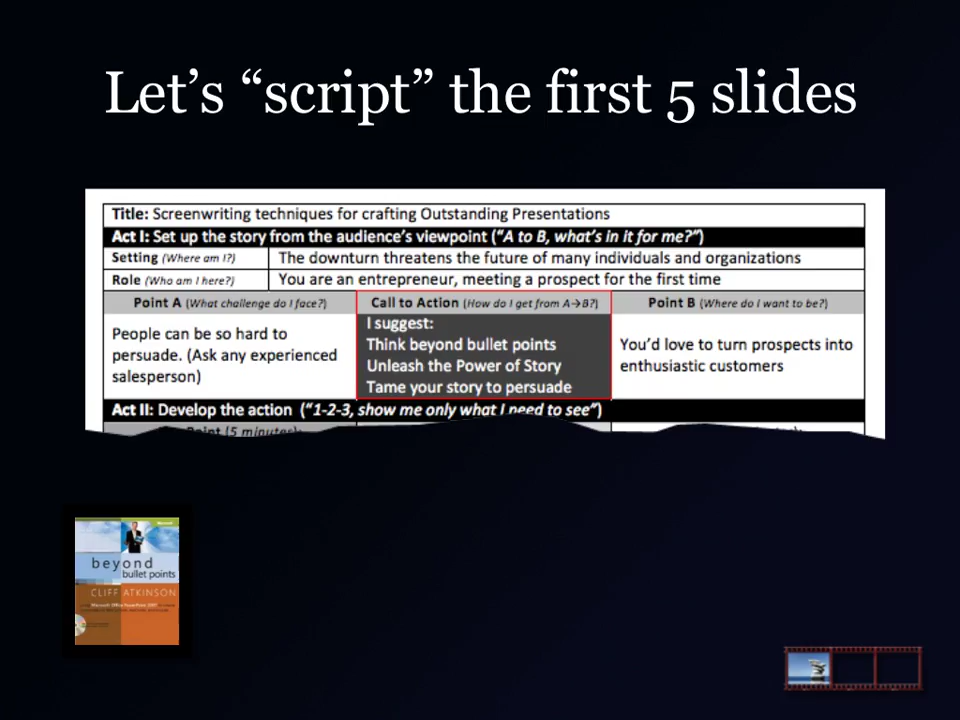 Let’s “script” the first 5 slides
Title: Screenwriting techniques for crafting Outstanding Presentations
Act I: Set up the story from the audience’s viewpoint (“A to B, what’s in it for me?”)
Setting (Where am I?) The downturn threatens the future of many individuals and organizations
Role (Who am I here?) You are an entrepreneur, meeting a prospect for the first time
Point A (What challenge do I face?) Call to Action (How do I get from A→B?) Point B (Where do I want to be?)
People can be so hard to
persuade. (Ask any experienced
salesperson)
I suggest:
Think beyond bullet points
Unleash the Power of Story
Tame your story to persuade
You’d love to turn prospects into
enthusiastic customers
Act II: Develop the action (“1-2-3, show me only what I need to see”)
Point (5 minutes):
beyond
bullet points
CLIFF ATKINSON